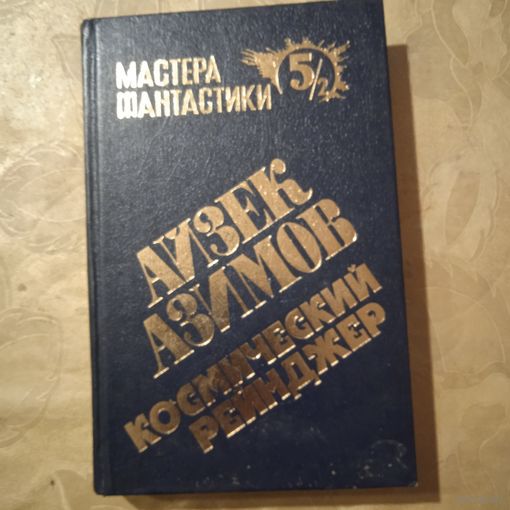 МАСТЕРА
ФАНТАСТИКИ
5/2
АЙЗЕК
АЗИМОВ
КОСМИЧЕСКИЙ
РЕЙНДЖЕР